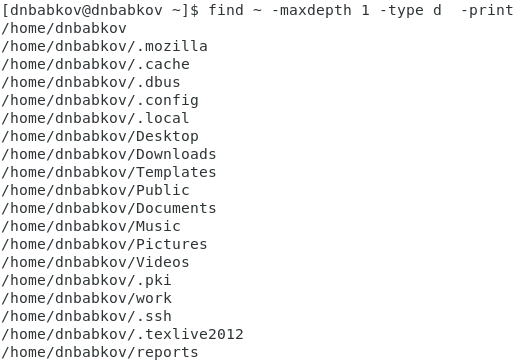 [dnbabkov@dnbabkov ~]$ find ~ -maxdepth 1 -type d  -print
/home/dnbabkov
/home/dnbabkov/.mozilla
/home/dnbabkov/.cache
/home/dnbabkov/.dbus
/home/dnbabkov/.config
/home/dnbabkov/.local
/home/dnbabkov/Desktop
/home/dnbabkov/Downloads
/home/dnbabkov/Templates
/home/dnbabkov/Public
/home/dnbabkov/Documents
/home/dnbabkov/Music
/home/dnbabkov/Pictures
/home/dnbabkov/Videos
/home/dnbabkov/.pki
/home/dnbabkov/work
/home/dnbabkov/.ssh
/home/dnbabkov/.texlive2012
/home/dnbabkov/reports